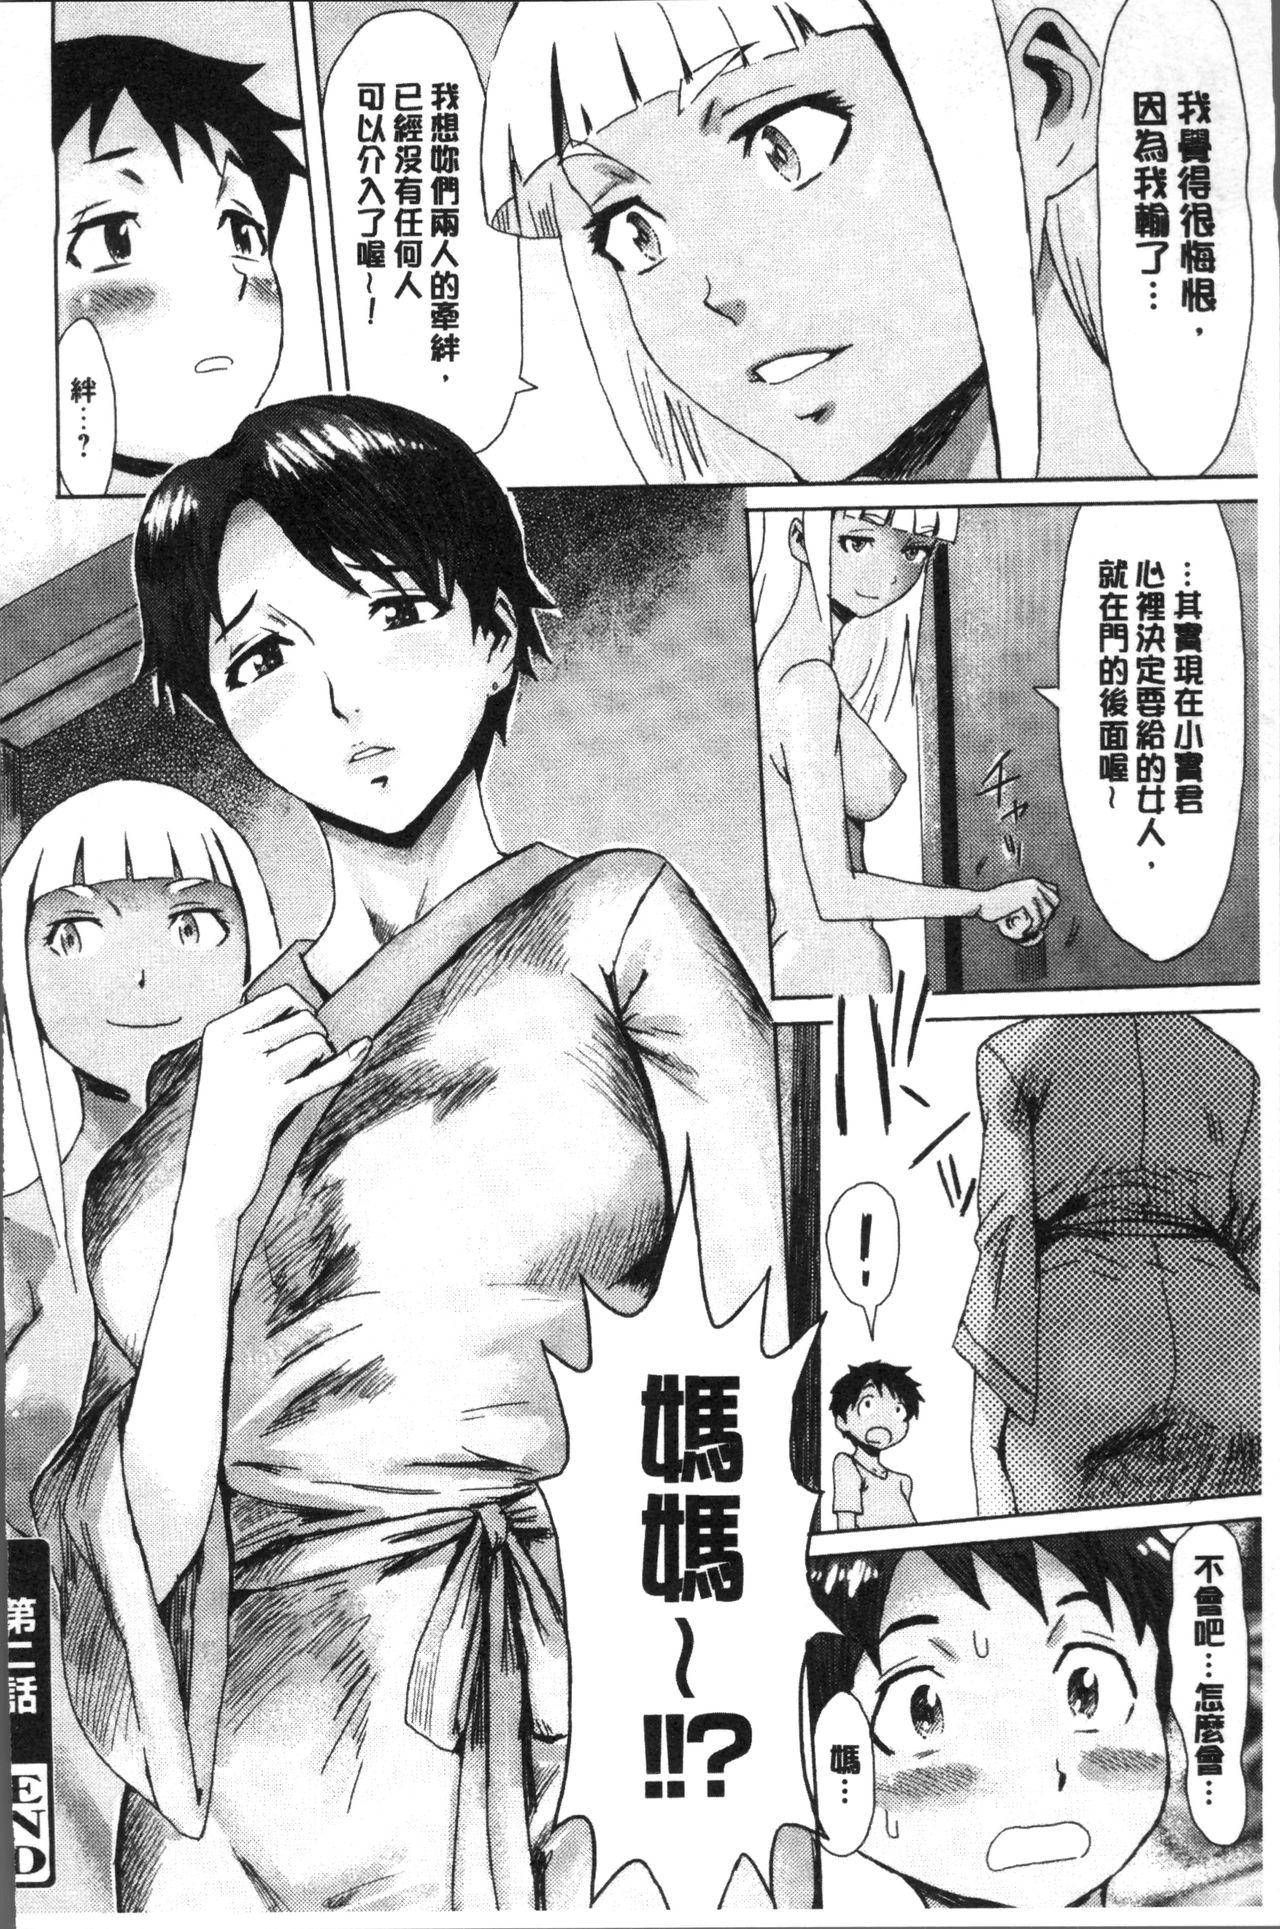 我覺得很悔恨，
因為我輸了…
我想妳們兩人的牽絆，
已經沒有任何人
可以介入了喔～！
絆…？
…其實現在小實君
心裡決定要給的女人，
就在門的後面喔～
チャッ
！
不會吧…怎麼會…
媽…
媽媽～!!?
第二話
END